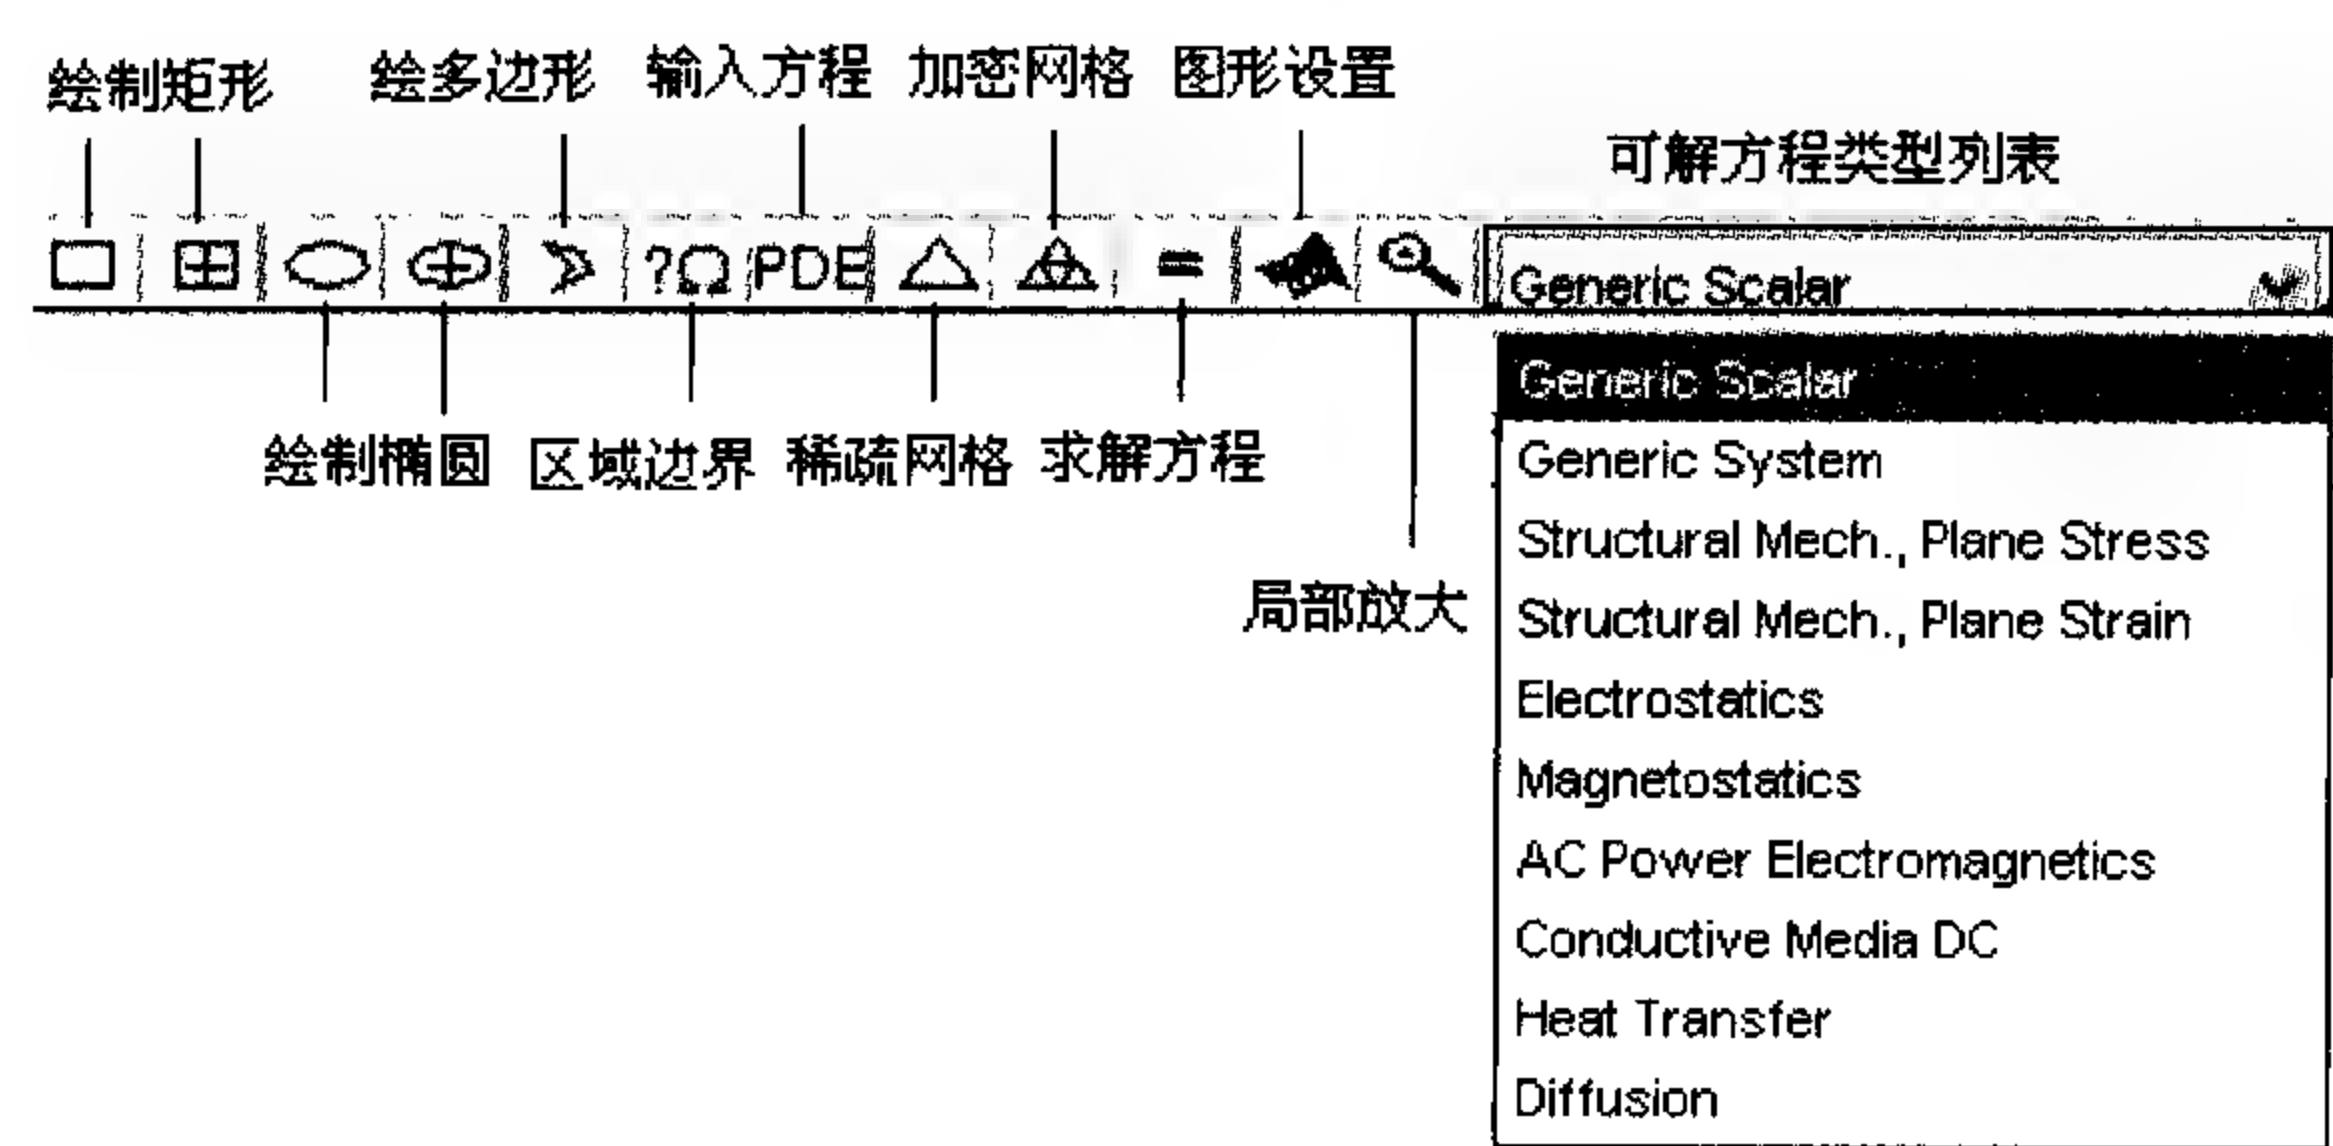 绘制矩形 绘多边形 输入方程 加密网格 图形设置
可解方程类型列表
?Ω PDE = Generic Scalar
绘制椭圆 区域边界 稀疏网格 求解方程
局部放大
Generic Scalar
Generic System
Structural Mech., Plane Stress
Structural Mech., Plane Strain
Electrostatics
Magnetostatics
AC Power Electromagnetics
Conductive Media DC
Heat Transfer
Diffusion